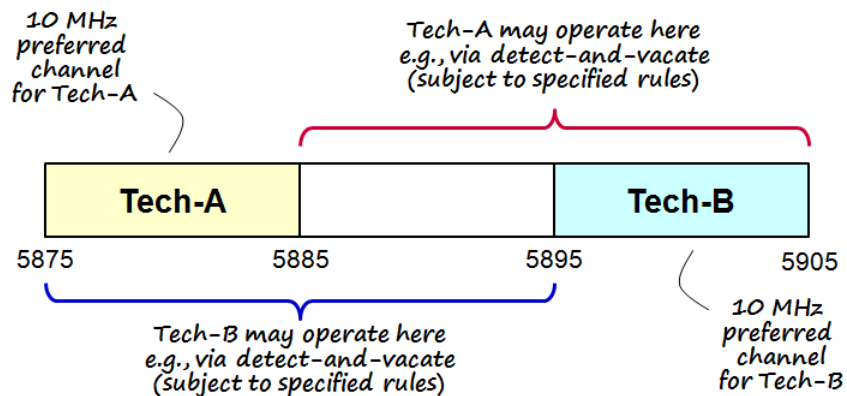 10 MHz
preferred
channel
for Tech-A
Tech-A may operate here
e.g., via detect-and-vacate
(subject to specified rules)
Tech-A
Tech-B
5875
5885
5895
5905
Tech-B may operate here
e.g., via detect-and-vacate
(subject to specified rules)
10 MHz
preferred
channel
for Tech-B